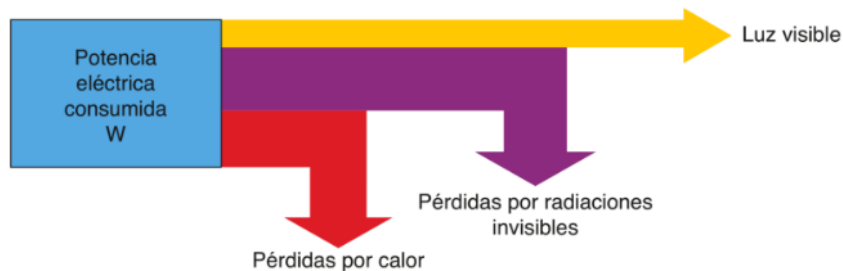 Potencia
eléctrica
consumida
W
Luz visible
Pérdidas por radiaciones
invisibles
Pérdidas por calor